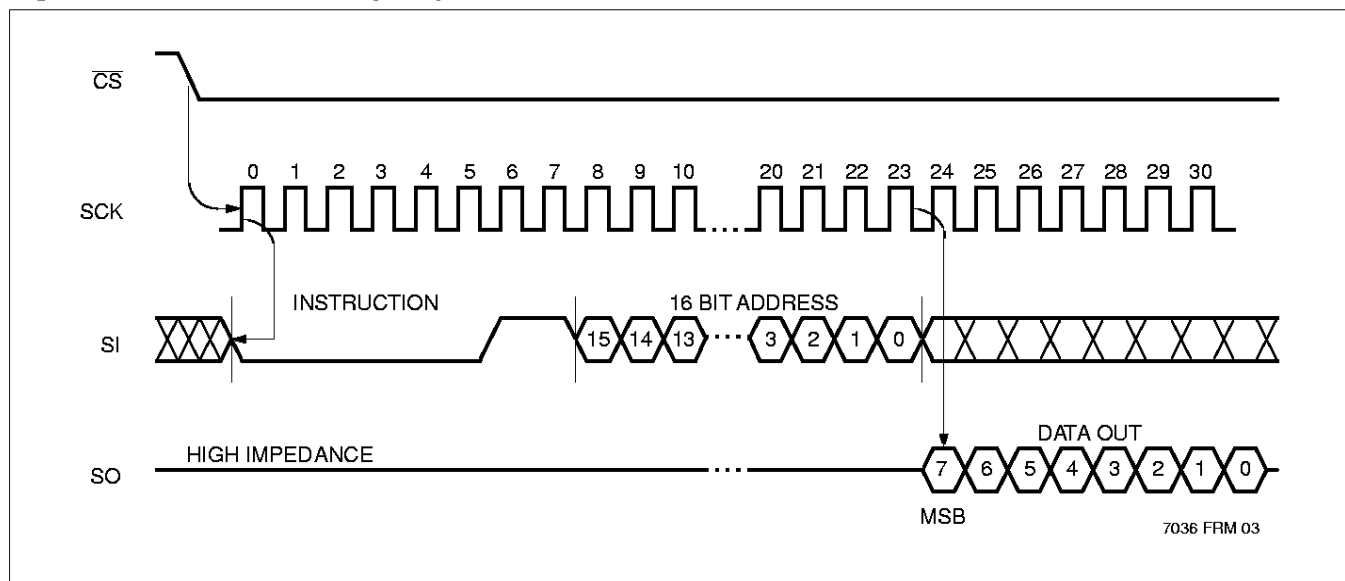 CS
0 1 2 3 4 5 6 7 8 9 10 20 21 22 23 24 25 26 27 28 29 30
SCK
INSTRUCTION 16 BIT ADDRESS
SI 15 14 13 3 2 1 0
HIGH IMPEDANCE DATA OUT
SO 7 6 5 4 3 2 1 0
MSB
7036 FRM 03